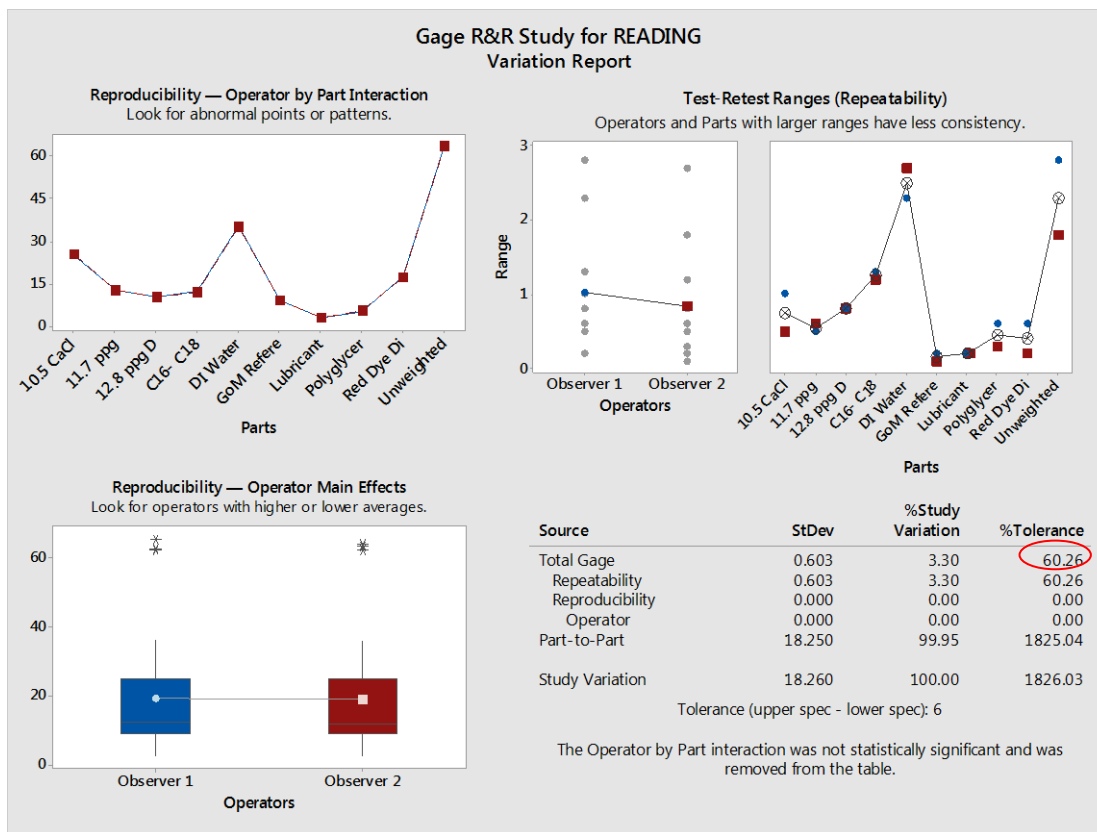 Gage R&R Study for READING
Variation Report
Reproducibility — Operator by Part Interaction
Look for abnormal points or patterns.
60
45
30
15
0
10.5 CaCl
11.7 ppg
12.8 ppg D
C16- C18
DI Water
GoM Refere
Lubricant
Polyglycer
Red Dye Di
Unweighted
Parts
Test-Retest Ranges (Repeatability)
Operators and Parts with larger ranges have less consistency.
3
2
1
0
Range
Observer 1 Observer 2
Operators
10.5 CaCl
11.7 ppg
12.8 ppg D
C16- C18
DI Water
GoM Refere
Lubricant
Polyglycer
Red Dye Di
Unweighted
Parts
Reproducibility — Operator Main Effects
Look for operators with higher or lower averages.
60
40
20
0
Observer 1 Observer 2
Operators
%Study
Source StDev Variation %Tolerance
Total Gage 0.603 3.30 60.26
Repeatability 0.603 3.30 60.26
Reproducibility 0.000 0.00 0.00
Operator 0.000 0.00 0.00
Part-to-Part 18.250 99.95 1825.04
Study Variation 18.260 100.00 1826.03
Tolerance (upper spec - lower spec): 6
The Operator by Part interaction was not statistically significant and was
removed from the table.